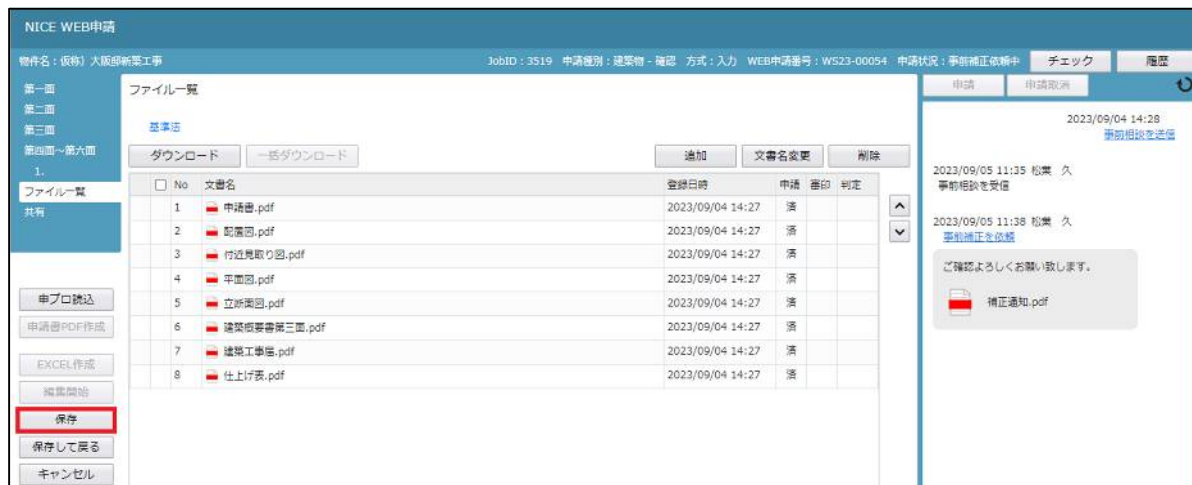 NICE WEB申請
物件名：仮称）大阪邸新築工事 JobID：3519 申請種別：建築物 - 確認 方式：入力 WEB申請番号：WS23-00054 申請状況：事前補正依頼中 チェック 履歴
第一面
第二面
第三面
第四面～第六面
1.
ファイル一覧
共有
申プロ読込
申請書PDF作成
EXCEL作成
編集開始
保存
保存して戻る
キャンセル
ファイル一覧
基準法
ダウンロード 一括ダウンロード 追加 文書名変更 削除
No 文書名 登録日時 申請 審印 判定
1 申請書.pdf 2023/09/04 14:27 済
2 配置図.pdf 2023/09/04 14:27 済
3 付近見取り図.pdf 2023/09/04 14:27 済
4 平面図.pdf 2023/09/04 14:27 済
5 立断面図.pdf 2023/09/04 14:27 済
6 建築概要書第三面.pdf 2023/09/04 14:27 済
7 建築工事届.pdf 2023/09/04 14:27 済
8 仕上げ表.pdf 2023/09/04 14:27 済
申請 申請取消
2023/09/04 14:28
事前相談を送信
2023/09/05 11:35 松葉 久
事前相談を受信
2023/09/05 11:38 松葉 久
事前補正を依頼
ご確認よろしくお願い致します。
補正通知.pdf